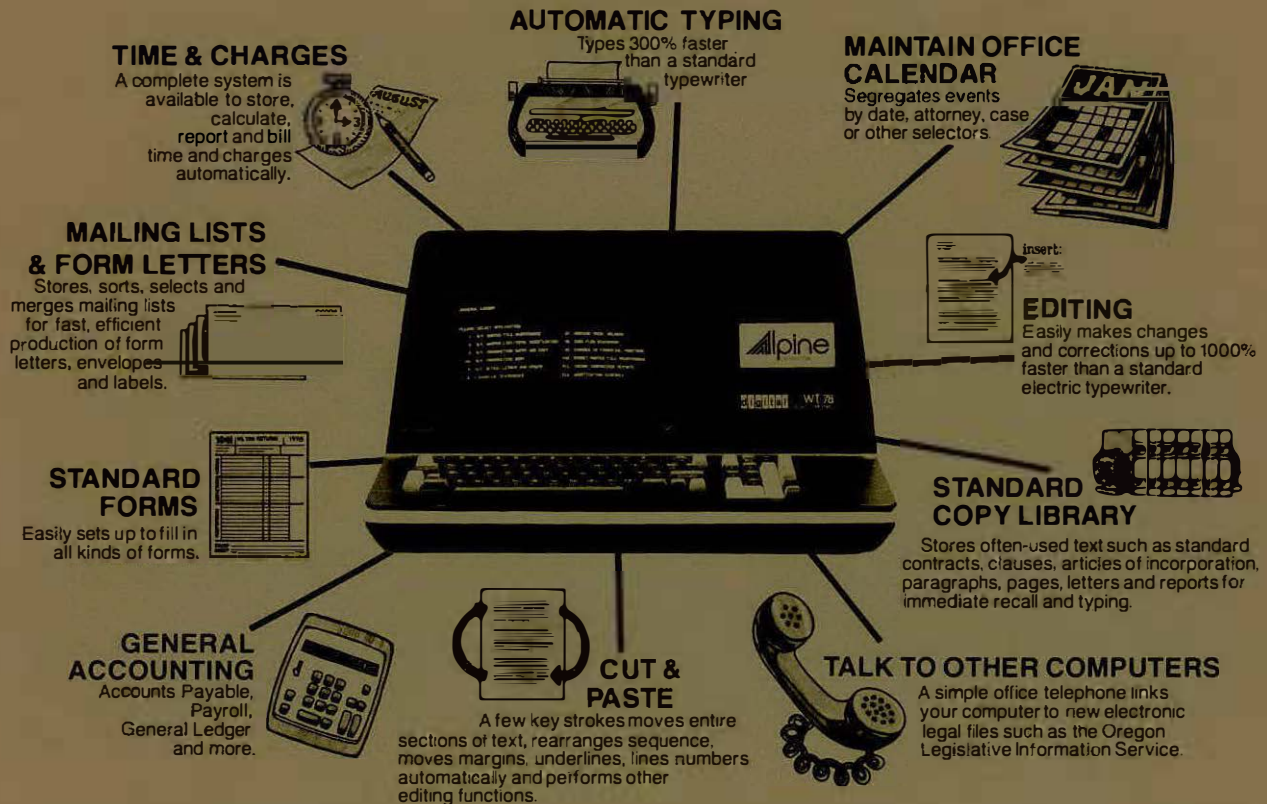 AUTOMATIC TYPING
Types 300% faster
than a standard
typewriter
TIME & CHARGES
A complete system is
available to store,
calculate,
report and bill
time and charges
automatically.
AUGUST
MAINTAIN OFFICE
CALENDAR
Segregates events
by date, attorney, case
or other selectors.
JAN
MAILING LISTS
& FORM LETTERS
Stores, sorts, selects and
merges mailing lists
for fast, efficient
production of form
letters, envelopes
and labels.
insert:
EDITING
Easily makes changes
and corrections up to 1000%
faster than a standard
electric typewriter.
GENERAL LEDGER
Alpine
digital WT 78
STANDARD
FORMS
Easily sets up to fill in
all kinds of forms.
STANDARD
COPY LIBRARY
Stores often-used text such as standard
contracts, clauses, articles of incorporation,
paragraphs, pages, letters and reports for
immediate recall and typing.
GENERAL
ACCOUNTING
Accounts Payable,
Payroll,
General Ledger
and more.
CUT &
PASTE
A few key strokes moves entire
sections of text, rearranges sequence,
moves margins, underlines, lines numbers
automatically and performs other
editing functions.
TALK TO OTHER COMPUTERS
A simple office telephone links
your computer to new electronic
legal files such as the Oregon
Legislative Information Service.